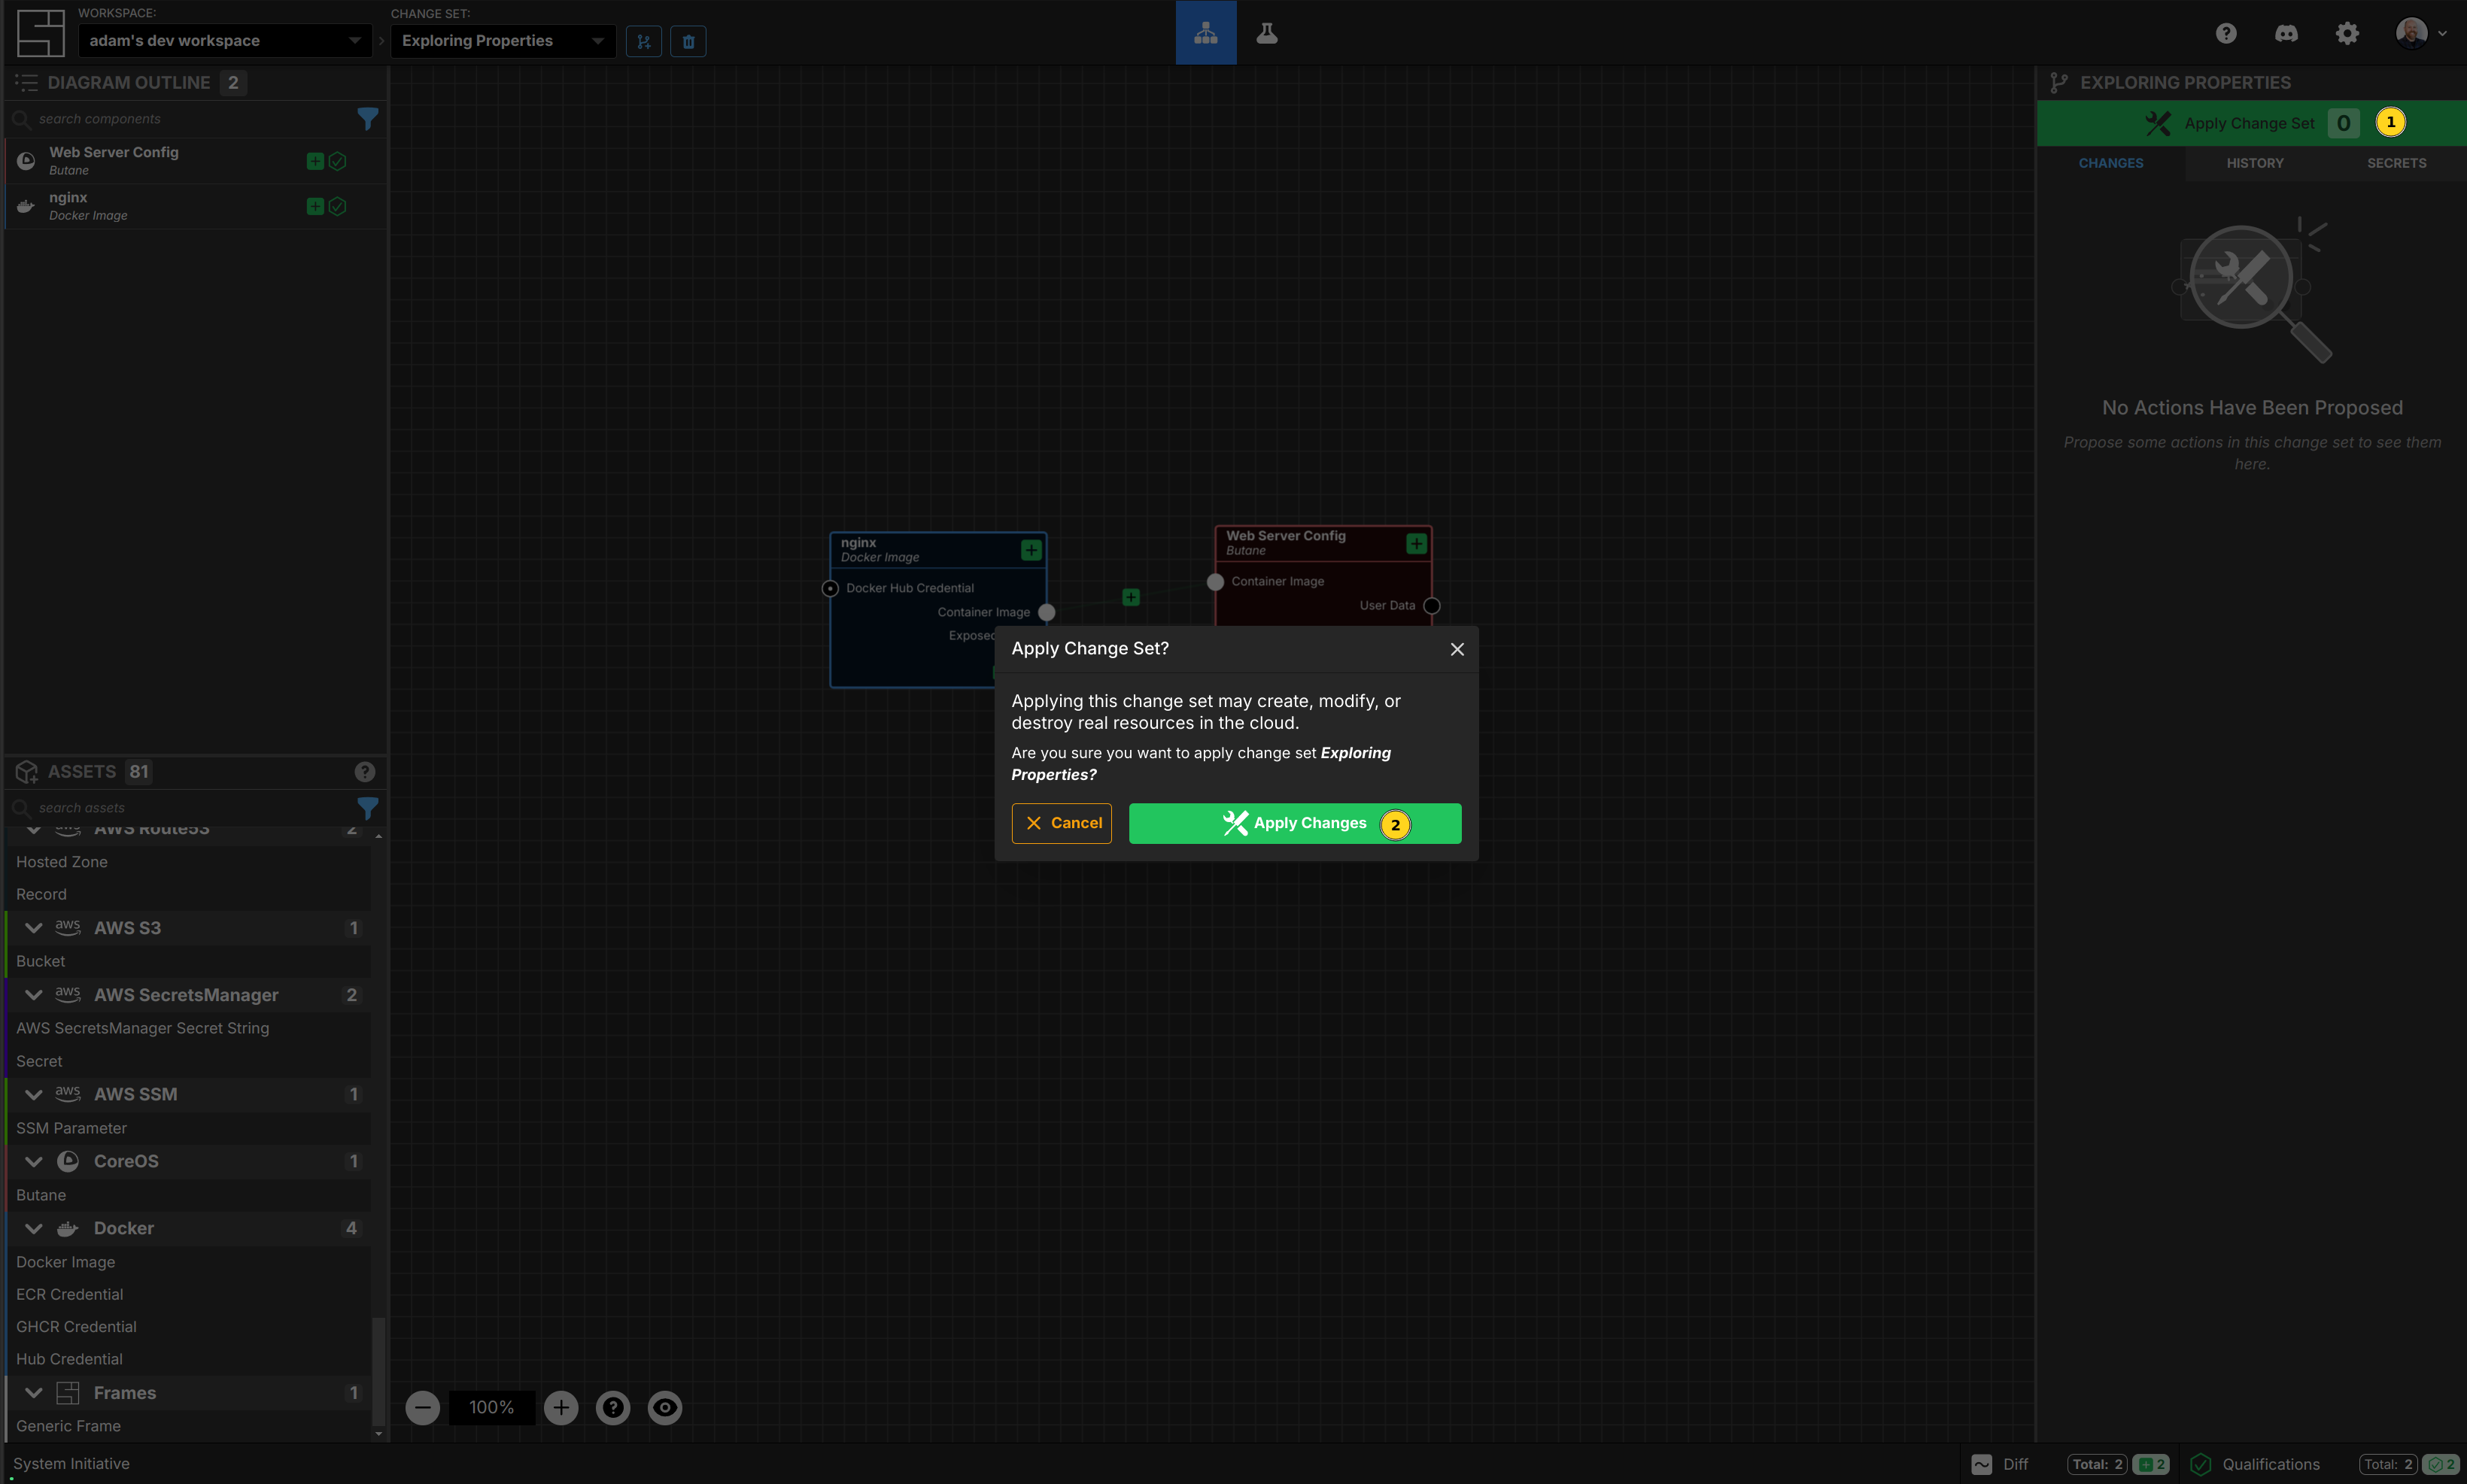 WORKSPACE:
adam's dev workspace
CHANGE SET:
Exploring Properties
DIAGRAM OUTLINE 2
search components
Web Server Config
Butane
nginx
Docker Image
ASSETS 81
search assets
AWS Route53 2
Hosted Zone
Record
aws AWS S3 1
Bucket
aws AWS SecretsManager 2
AWS SecretsManager Secret String
Secret
aws AWS SSM 1
SSM Parameter
CoreOS 1
Butane
Docker 4
Docker Image
ECR Credential
GHCR Credential
Hub Credential
Frames 1
Generic Frame
nginx
Docker Image
Docker Hub Credential
Container Image
Exposed
Web Server Config
Butane
Container Image
User Data
Apply Change Set?
Applying this change set may create, modify, or
destroy real resources in the cloud.
Are you sure you want to apply change set Exploring
Properties?
Cancel
Apply Changes 2
100%
EXPLORING PROPERTIES
Apply Change Set 0 1
CHANGES HISTORY SECRETS
No Actions Have Been Proposed
Propose some actions in this change set to see them
here.
System Initiative
Diff Total: 2 2 Qualifications Total: 2 2